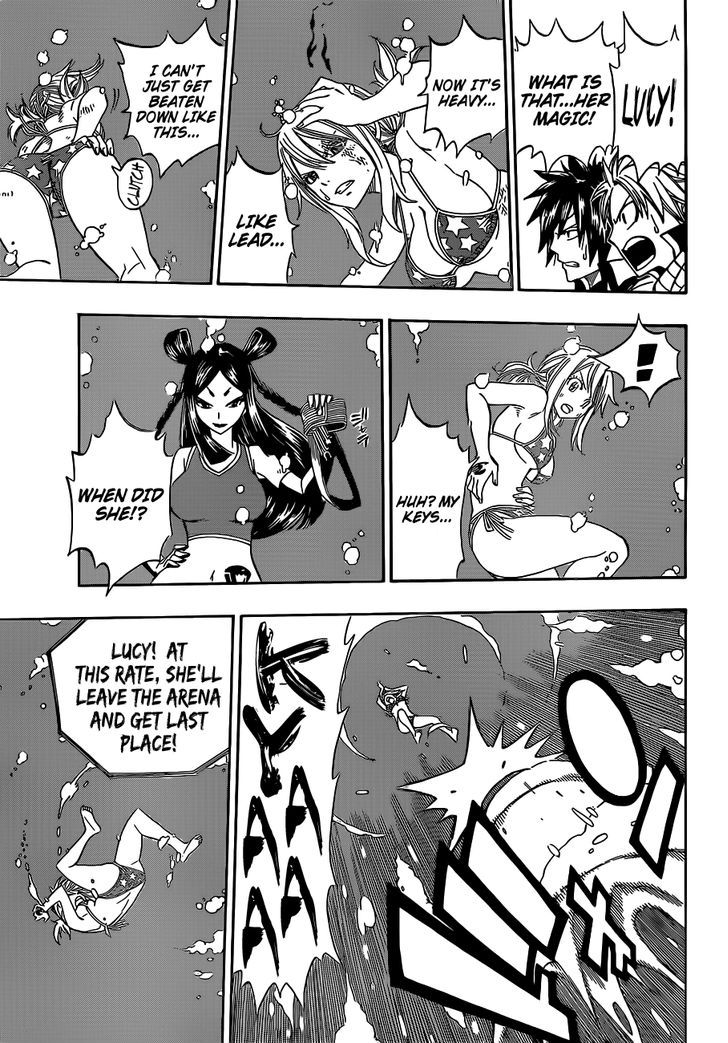 LUCY!
WHAT IS
THAT...HER
MAGIC!
NOW IT'S
HEAVY...
LIKE
LEAD...
I CAN'T
JUST GET
BEATEN
DOWN LIKE
THIS...
CLUTCH
!
HUH? MY
KEYS...
WHEN DID
SHE!?
KYAAAAA
LUCY! AT
THIS RATE, SHE'LL
LEAVE THE ARENA
AND GET LAST
PLACE!